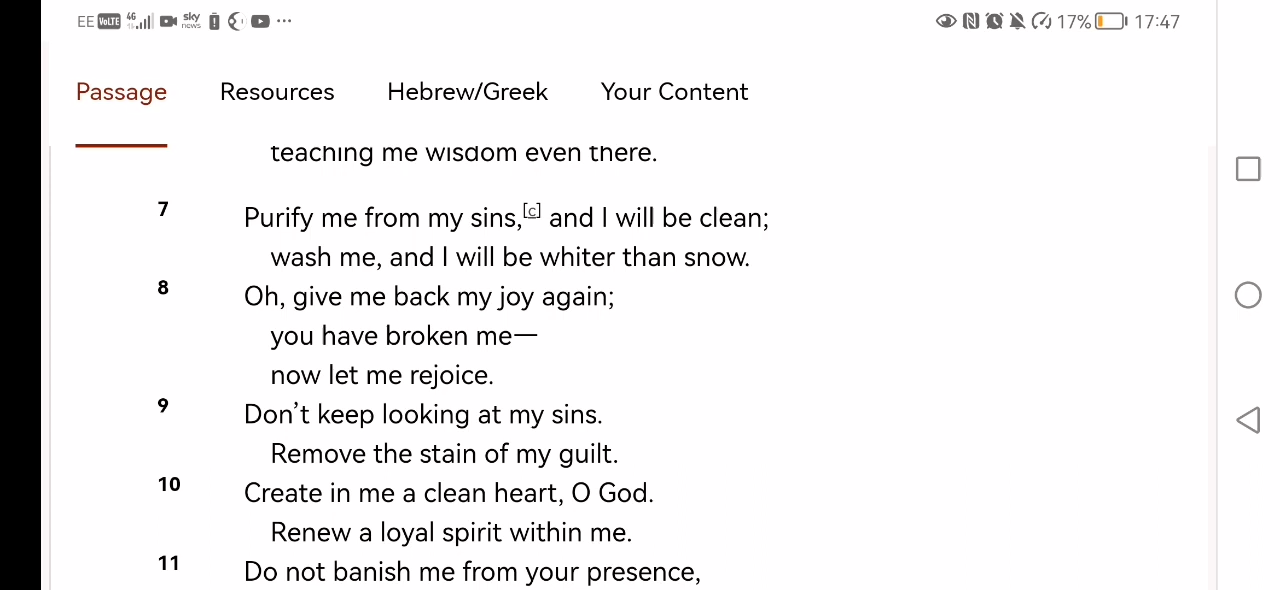 EE VoLTE 4G sky news 17% 17:47
Passage Resources Hebrew/Greek Your Content
teaching me wisdom even there.
7 Purify me from my sins,[c] and I will be clean;
wash me, and I will be whiter than snow.
8 Oh, give me back my joy again;
you have broken me—
now let me rejoice.
9 Don’t keep looking at my sins.
Remove the stain of my guilt.
10 Create in me a clean heart, O God.
Renew a loyal spirit within me.
11 Do not banish me from your presence,